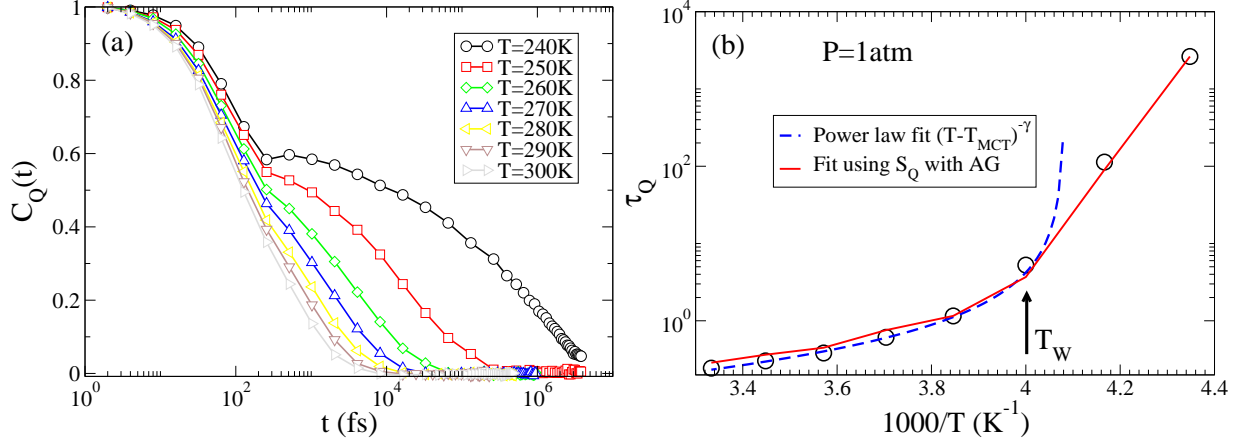 (a)
C_Q(t)
1
0.8
0.6
0.4
0.2
0
T=240K
T=250K
T=260K
T=270K
T=280K
T=290K
T=300K
10^0 10^2 10^4 10^6
t (fs)
(b)
P=1atm
τ_Q
10^4
10^2
10^0
Power law fit (T-T_MCT)^-γ
Fit using S_Q with AG
T_W
3.4 3.6 3.8 4 4.2 4.4
1000/T (K^-1)